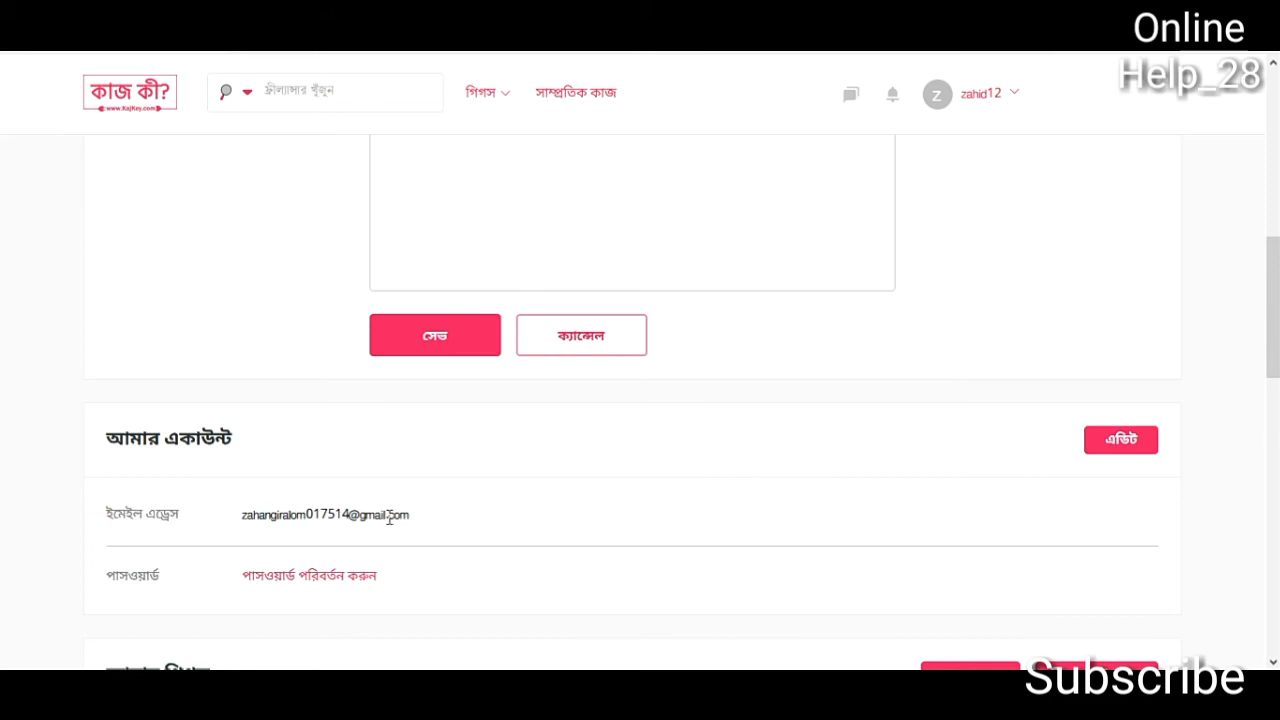 Online
Help_28
কাজ কী?
www.KajKey.com
ফ্রীল্যান্সার খুঁজুন
গিগস
সাম্প্রতিক কাজ
z
zahid12
সেভ
ক্যান্সেল
আমার একাউন্ট
এডিট
ইমেইল এড্রেস
zahangiralom017514@gmail.com
পাসওয়ার্ড
পাসওয়ার্ড পরিবর্তন করুন
Subscribe